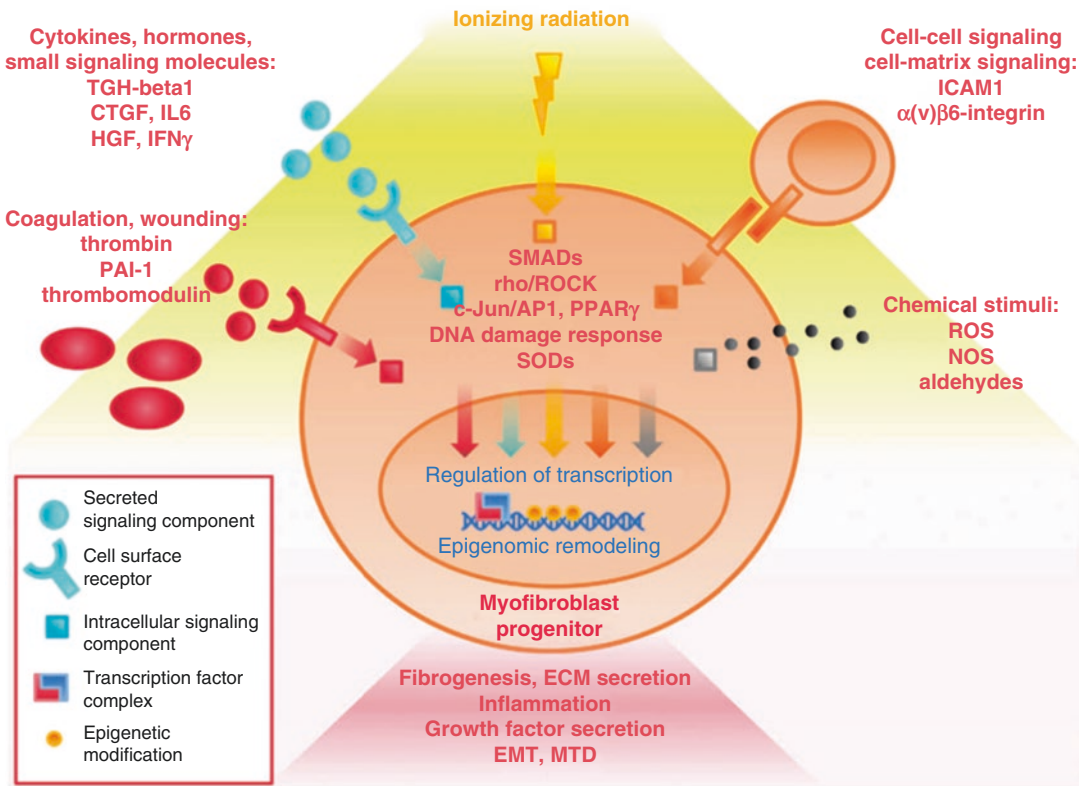 Ionizing radiation
Cytokines, hormones,
small signaling molecules:
TGH-beta1
CTGF, IL6
HGF, IFNγ
Cell-cell signaling
cell-matrix signaling:
ICAM1
α(v)β6-integrin
Coagulation, wounding:
thrombin
PAI-1
thrombomodulin
SMADs
rho/ROCK
c-Jun/AP1, PPARγ
DNA damage response
SODs
Chemical stimuli:
ROS
NOS
aldehydes
Regulation of transcription
Epigenomic remodeling
Myofibroblast
progenitor
Fibrogenesis, ECM secretion
Inflammation
Growth factor secretion
EMT, MTD
Secreted
signaling component
Cell surface
receptor
Intracellular signaling
component
Transcription factor
complex
Epigenetic
modification